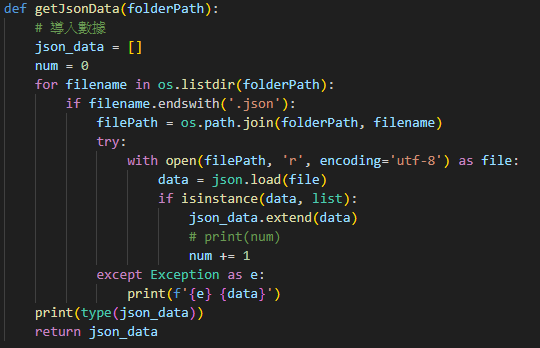 def getJsonData(folderPath):
    # 導入數據
    json_data = []
    num = 0
    for filename in os.listdir(folderPath):
        if filename.endswith('.json'):
            filePath = os.path.join(folderPath, filename)
            try:
                with open(filePath, 'r', encoding='utf-8') as file:
                    data = json.load(file)
                    if isinstance(data, list):
                        json_data.extend(data)
                        # print(num)
                        num += 1
            except Exception as e:
                print(f'{e} {data}')
    print(type(json_data))
    return json_data